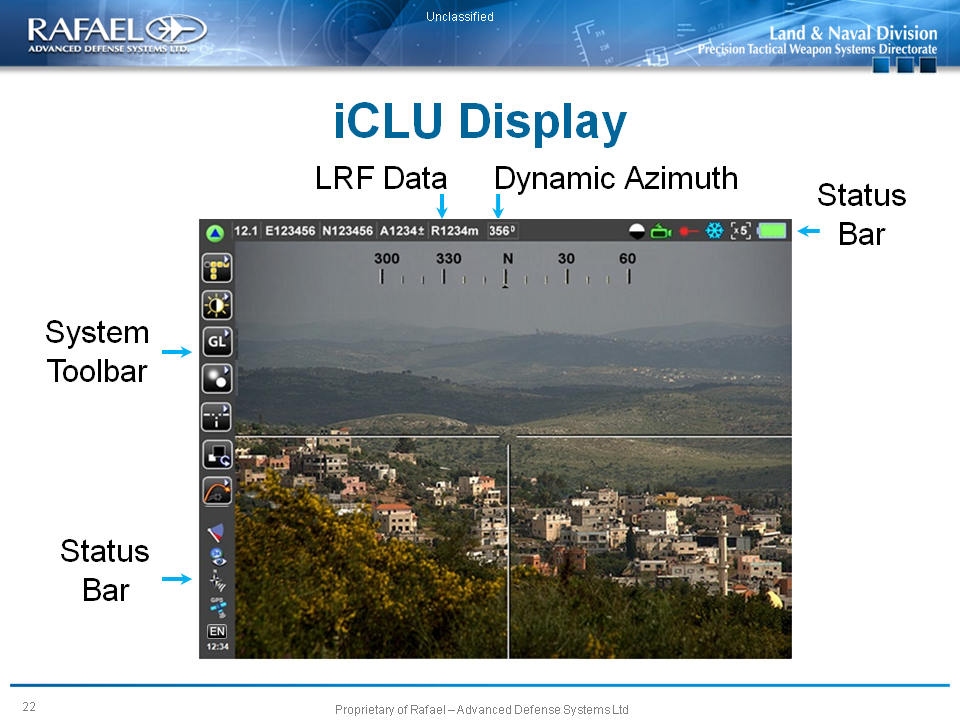 Unclassified
RAFAEL
ADVANCED DEFENSE SYSTEMS LTD.
Land & Naval Division
Precision Tactical Weapon Systems Directorate
iCLU Display
LRF Data
Dynamic Azimuth
Status
Bar
12.1 E123456 N123456 A1234± R1234m 356⁰
x5
300 330 N 30 60
GL
System
Toolbar
Status
Bar
N
GPS
EN
12:34
22
Proprietary of Rafael – Advanced Defense Systems Ltd